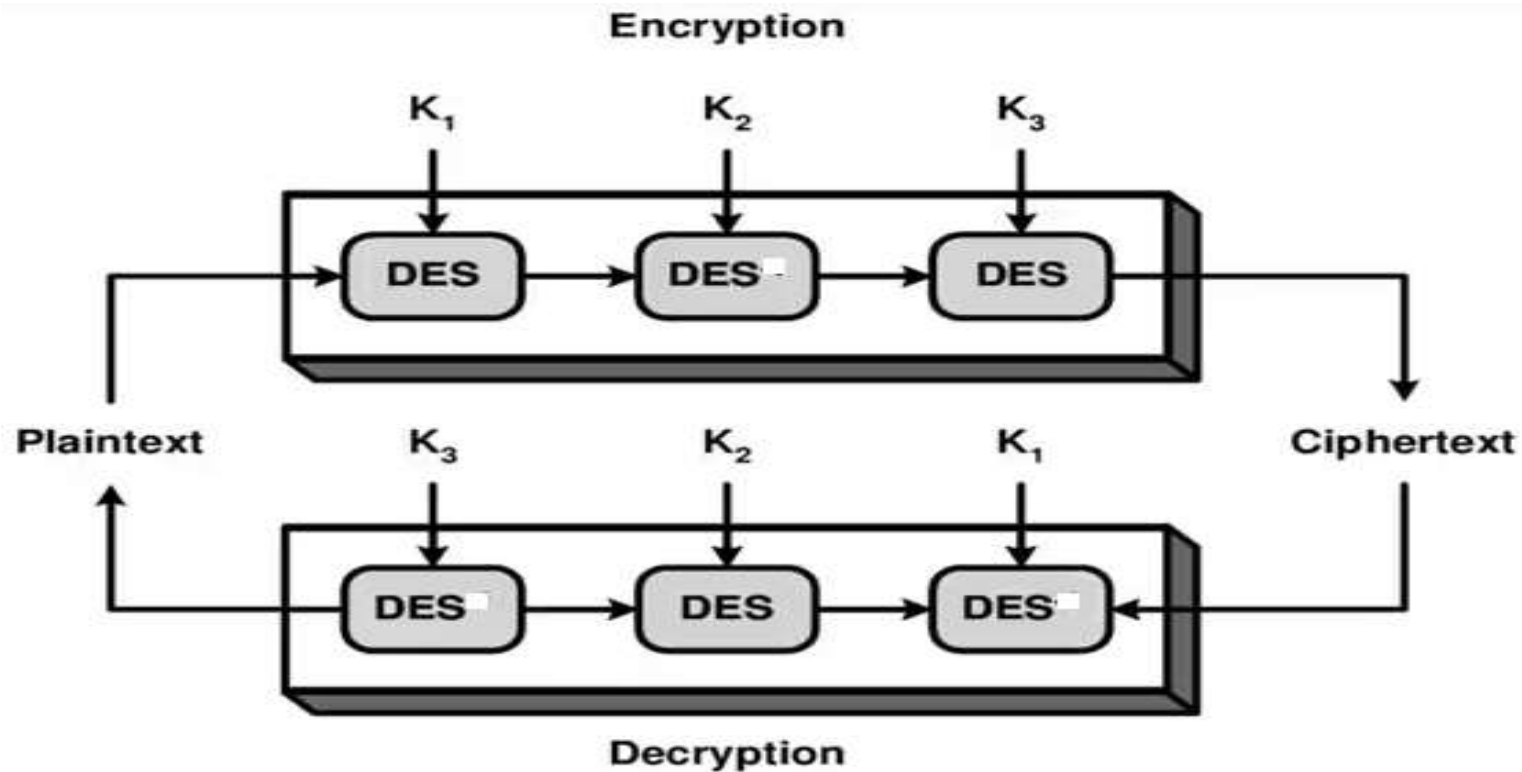 Encryption
K₁ K₂ K₃
DES DES DES
Plaintext K₃ K₂ K₁ Ciphertext
DES DES DES
Decryption